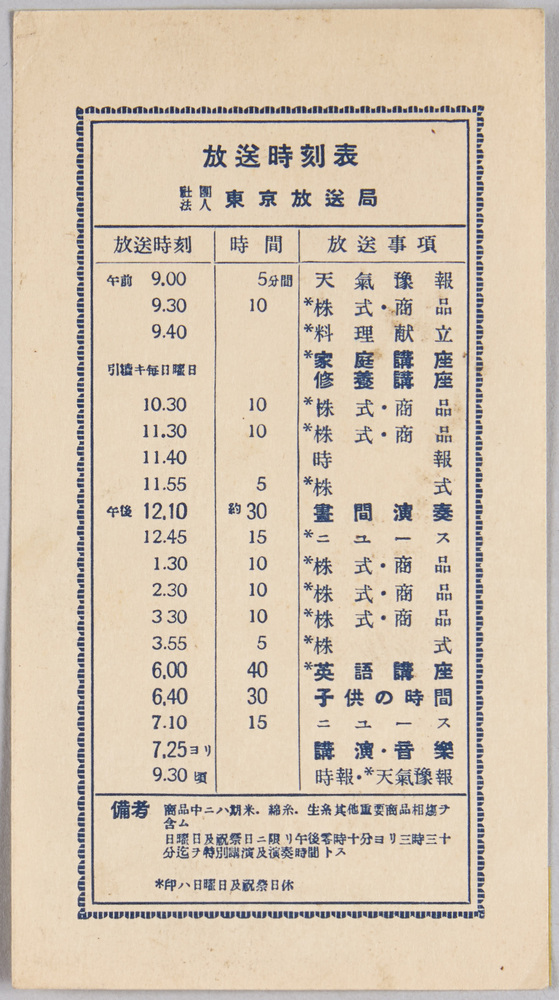 放送時刻表
社團法人 東京放送局
放送時刻 時間 放送事項
午前 9.00 5分間 天氣豫報
9.30 10 *株式・商品
9.40 *料理献立
*家庭講座
引續キ毎日曜日 修養講座
10.30 10 *株式・商品
11.30 10 *株式・商品
11.40 時報
11.55 5 *株式
午後 12.10 約30 晝間演奏
12.45 15 *ニユース
1.30 10 *株式・商品
2.30 10 *株式・商品
3 30 10 *株式・商品
3.55 5 *株式
6.00 40 *英語講座
6.40 30 子供の時間
7.10 15 ニユース
7.25ヨリ 講演・音樂
9.30頃 時報・*天氣豫報
備考 商品中ニハ期米．綿糸．生糸其他重要商品相塲ヲ
含ム
日曜日及祝祭日ニ限リ午後零時十分ヨリ三時三十
分迄ヲ特別講演及演奏時間トス
*印ハ日曜日及祝祭日休